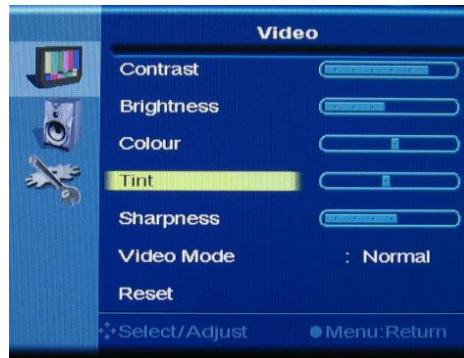 Video
Contrast
Brightness
Colour
Tint
Sharpness
Video Mode : Normal
Reset
Select/Adjust Menu:Return